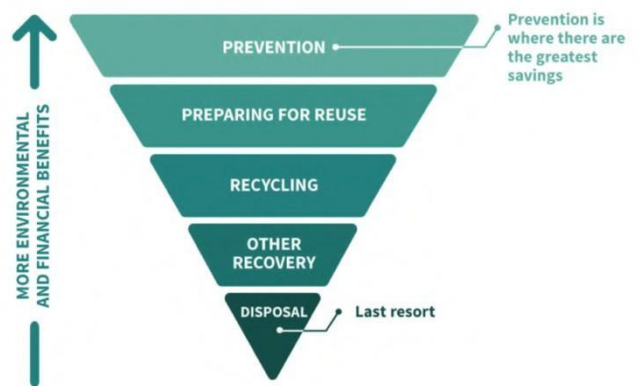 PREVENTION
Prevention is
where there are
the greatest
savings
PREPARING FOR REUSE
RECYCLING
OTHER
RECOVERY
DISPOSAL
Last resort
MORE ENVIRONMENTAL
AND FINANCIAL BENEFITS